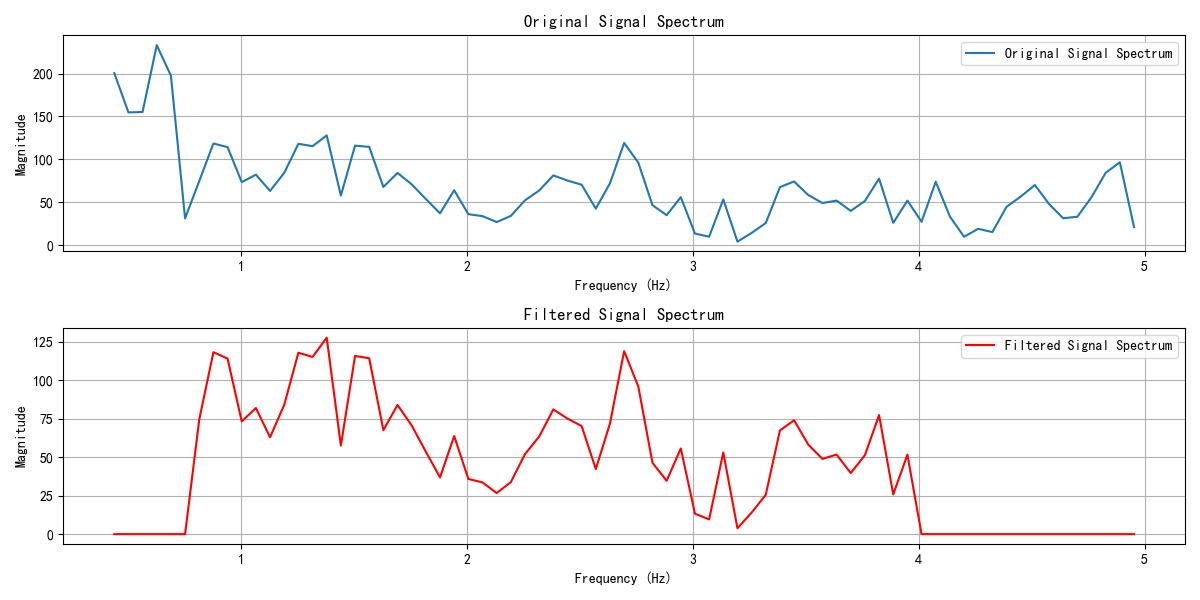 Original Signal Spectrum
Original Signal Spectrum
Magnitude
200
150
100
50
0
1 2 3 4 5
Frequency (Hz)
Filtered Signal Spectrum
Filtered Signal Spectrum
Magnitude
125
100
75
50
25
0
1 2 3 4 5
Frequency (Hz)